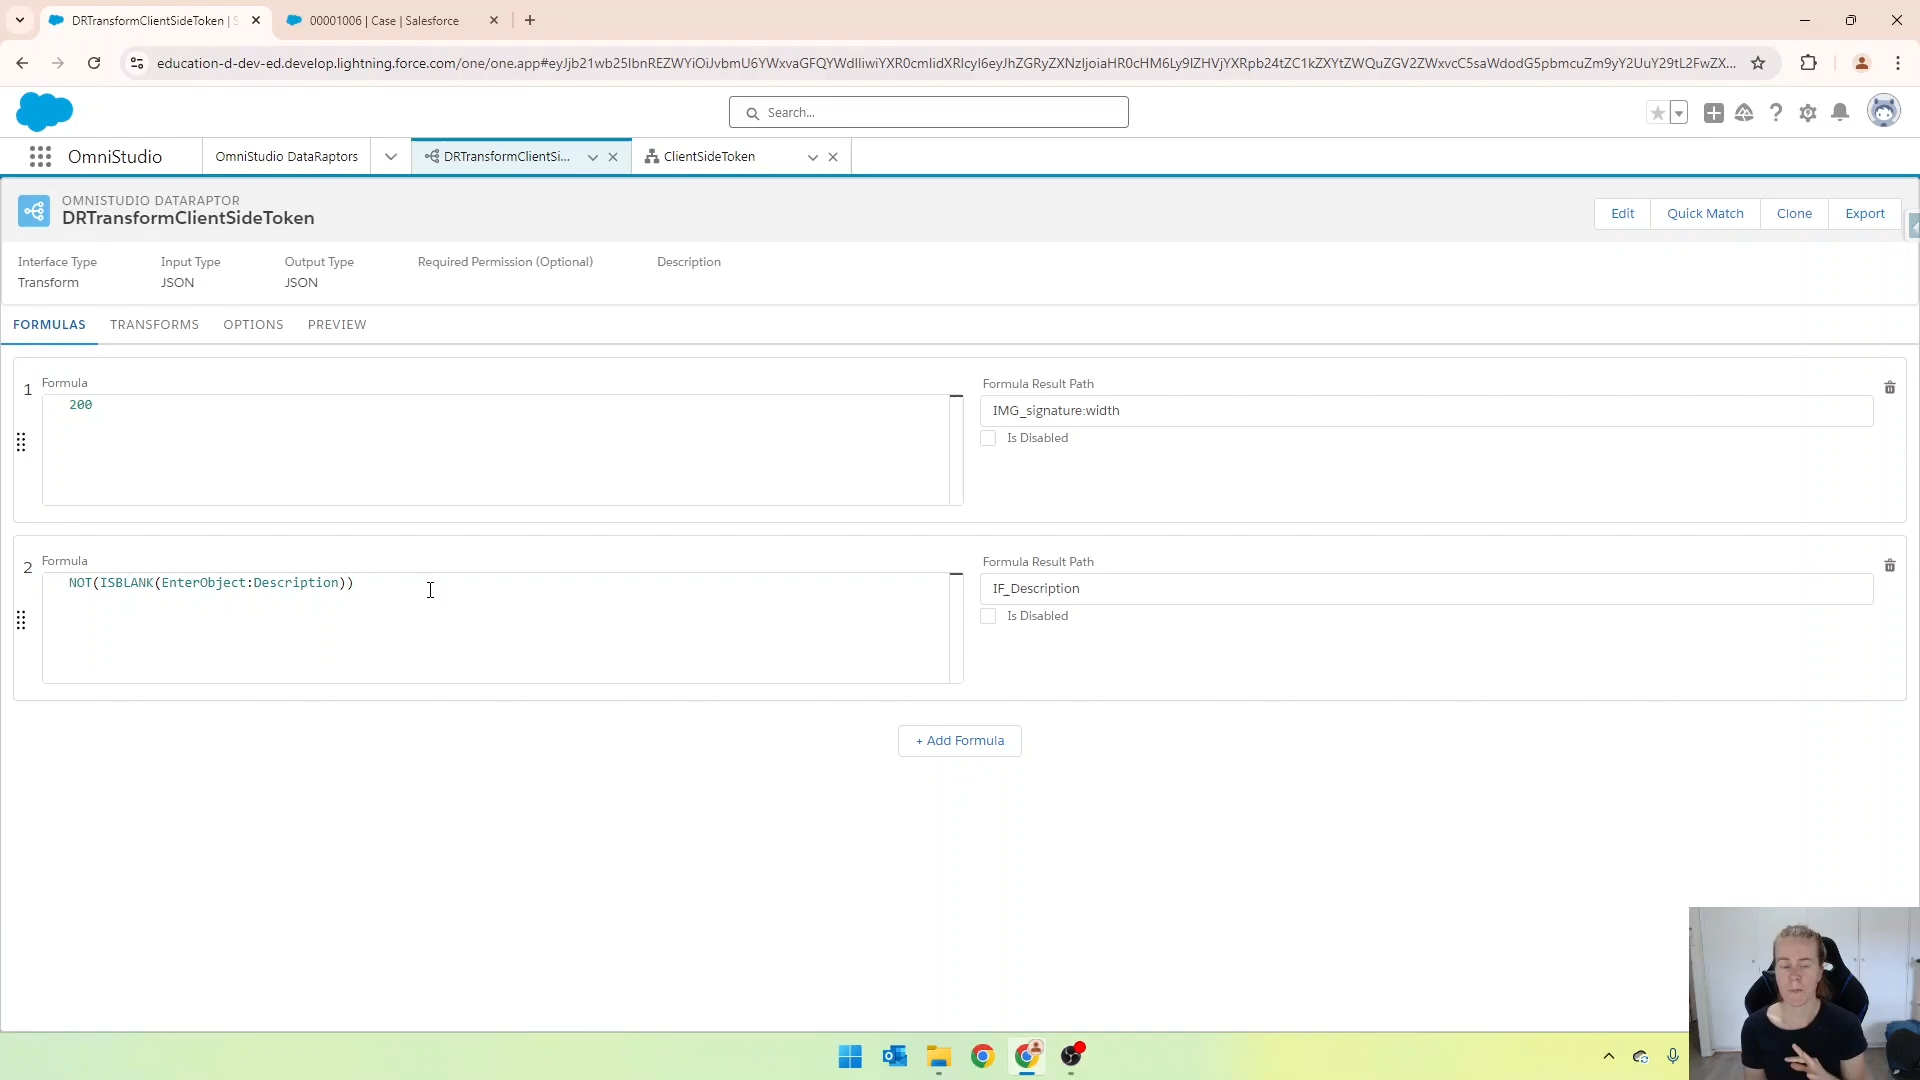 DRTransformClientSideToken | S
00001006 | Case | Salesforce
education-d-dev-ed.develop.lightning.force.com/one/one.app#eyJjb21wb25lbnREZWYiOiJvbmU6YWxvaGFQYWdlIiwiYXR0cmlidXRlcyI6eyJhZGRyZXNzIjoiaHR0cHM6Ly9lZHVjYXRpb24tZC1kZXYtZWQuZGV2ZWxvcC5saWdodG5pbmcuZm9yY2UuY29tL2FwZX...
Search...
OmniStudio
OmniStudio DataRaptors
DRTransformClientSi...
ClientSideToken
OMNISTUDIO DATARAPTOR
DRTransformClientSideToken
Edit
Quick Match
Clone
Export
Interface Type
Input Type
Output Type
Required Permission (Optional)
Description
Transform
JSON
JSON
FORMULAS
TRANSFORMS
OPTIONS
PREVIEW
1
Formula
200
Formula Result Path
IMG_signature:width
Is Disabled
2
Formula
NOT(ISBLANK(EnterObject:Description))
Formula Result Path
IF_Description
Is Disabled
+ Add Formula